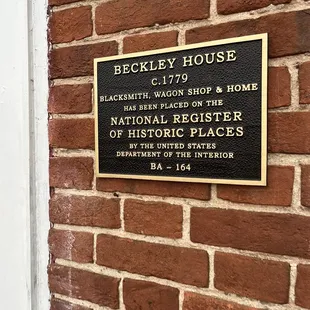 BECKLEY HOUSE
C.1779
BLACKSMITH, WAGON SHOP & HOME
HAS BEEN PLACED ON THE
NATIONAL REGISTER
OF HISTORIC PLACES
BY THE UNITED STATES
DEPARTMENT OF THE INTERIOR
BA – 164